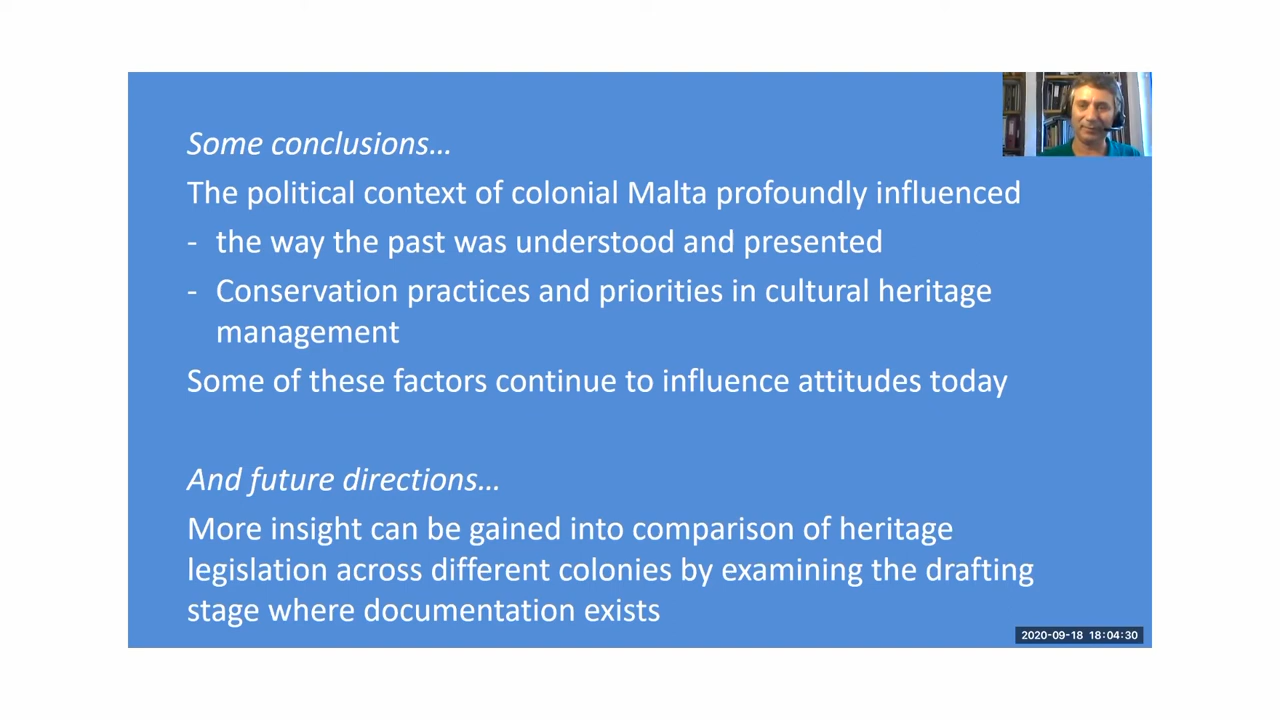 Some conclusions…
The political context of colonial Malta profoundly influenced
- the way the past was understood and presented
- Conservation practices and priorities in cultural heritage
management
Some of these factors continue to influence attitudes today
And future directions…
More insight can be gained into comparison of heritage
legislation across different colonies by examining the drafting
stage where documentation exists
2020-09-18 18:04:30